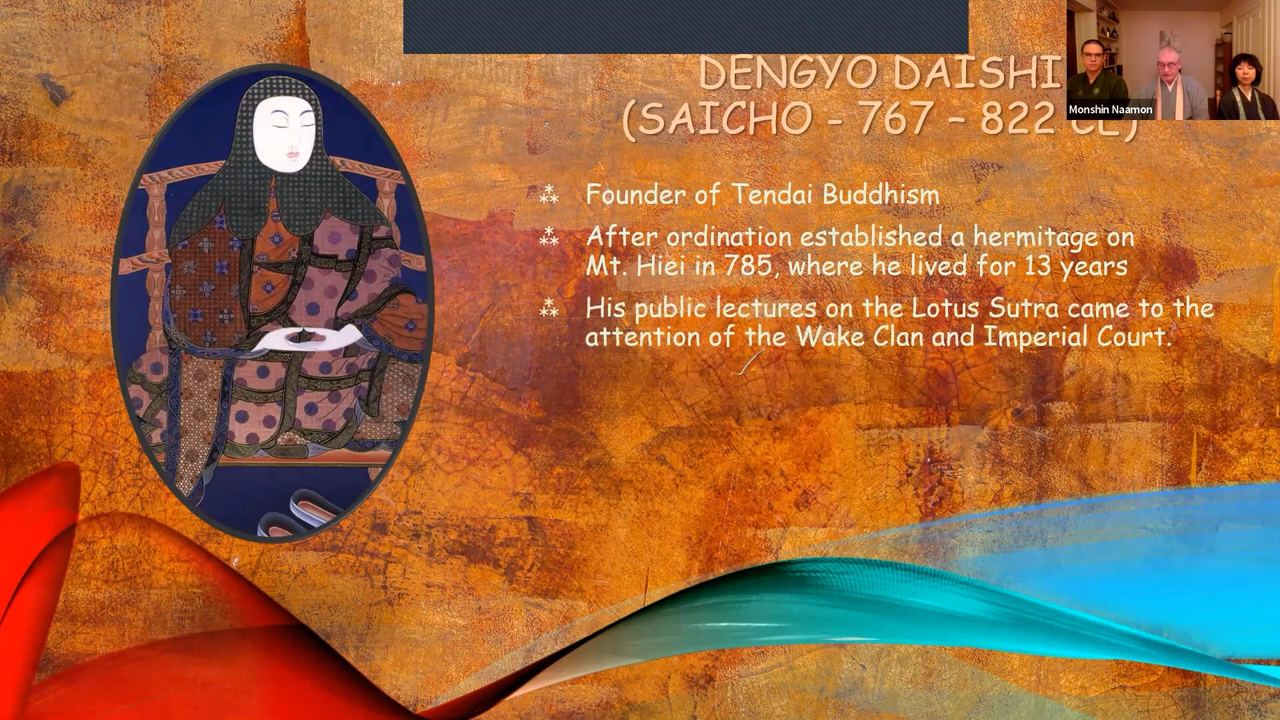 DENGYO DAISHI
(SAICHO - 767 – 822 CE)
Monshin Naamon
⁂ Founder of Tendai Buddhism
⁂ After ordination established a hermitage on
Mt. Hiei in 785, where he lived for 13 years
⁂ His public lectures on the Lotus Sutra came to the
attention of the Wake Clan and Imperial Court.